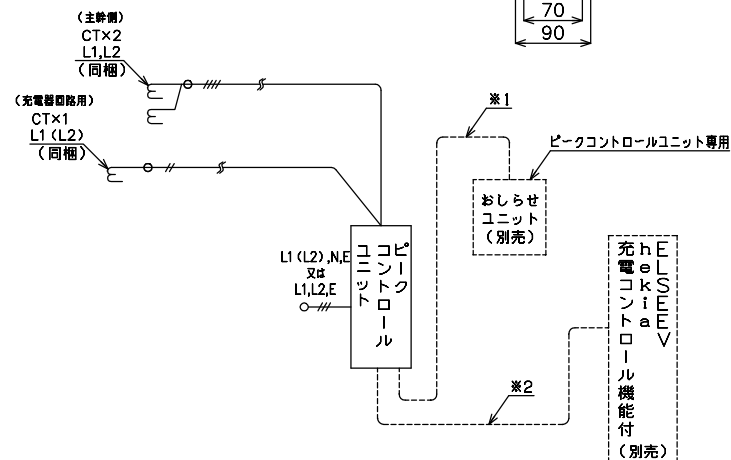 70
90
(主幹側)
CT×2
L1,L2
(同梱)
(充電器回路用)
CT×1
L1(L2)
(同梱)
※1
ピークコントロールユニット専用
おしらせ
ユニット
(別売)
L1(L2),N,E
又は
L1,L2,E
ピーク
コントロール
ユニット
※2
ELSEEV
hekia
充電コントロール機能付
(別売)